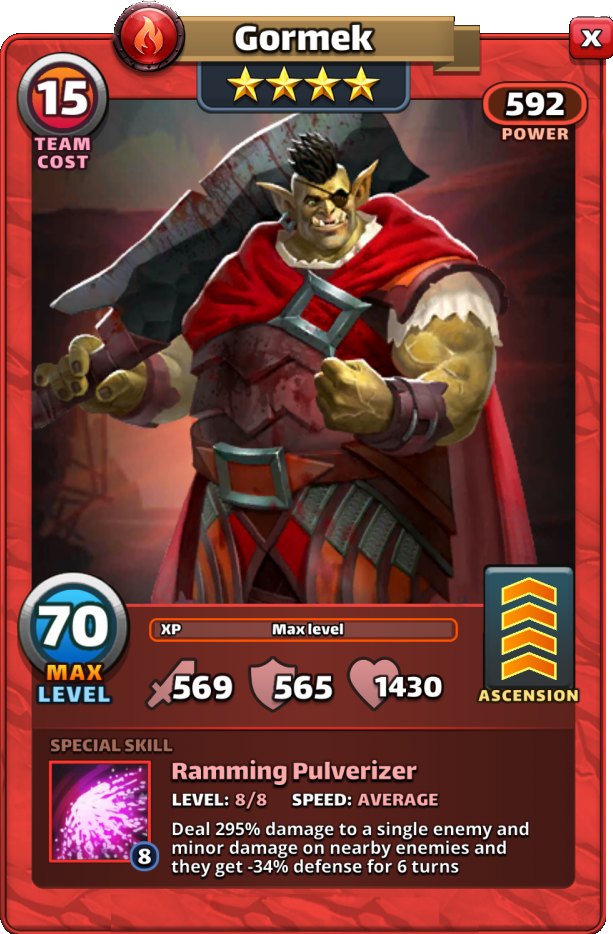 Gormek
X
15
TEAM
COST
592
POWER
70
MAX
LEVEL
XP Max level
569 565 1430
ASCENSION
SPECIAL SKILL
Ramming Pulverizer
LEVEL: 8/8 SPEED: AVERAGE
8
Deal 295% damage to a single enemy and
minor damage on nearby enemies and
they get -34% defense for 6 turns